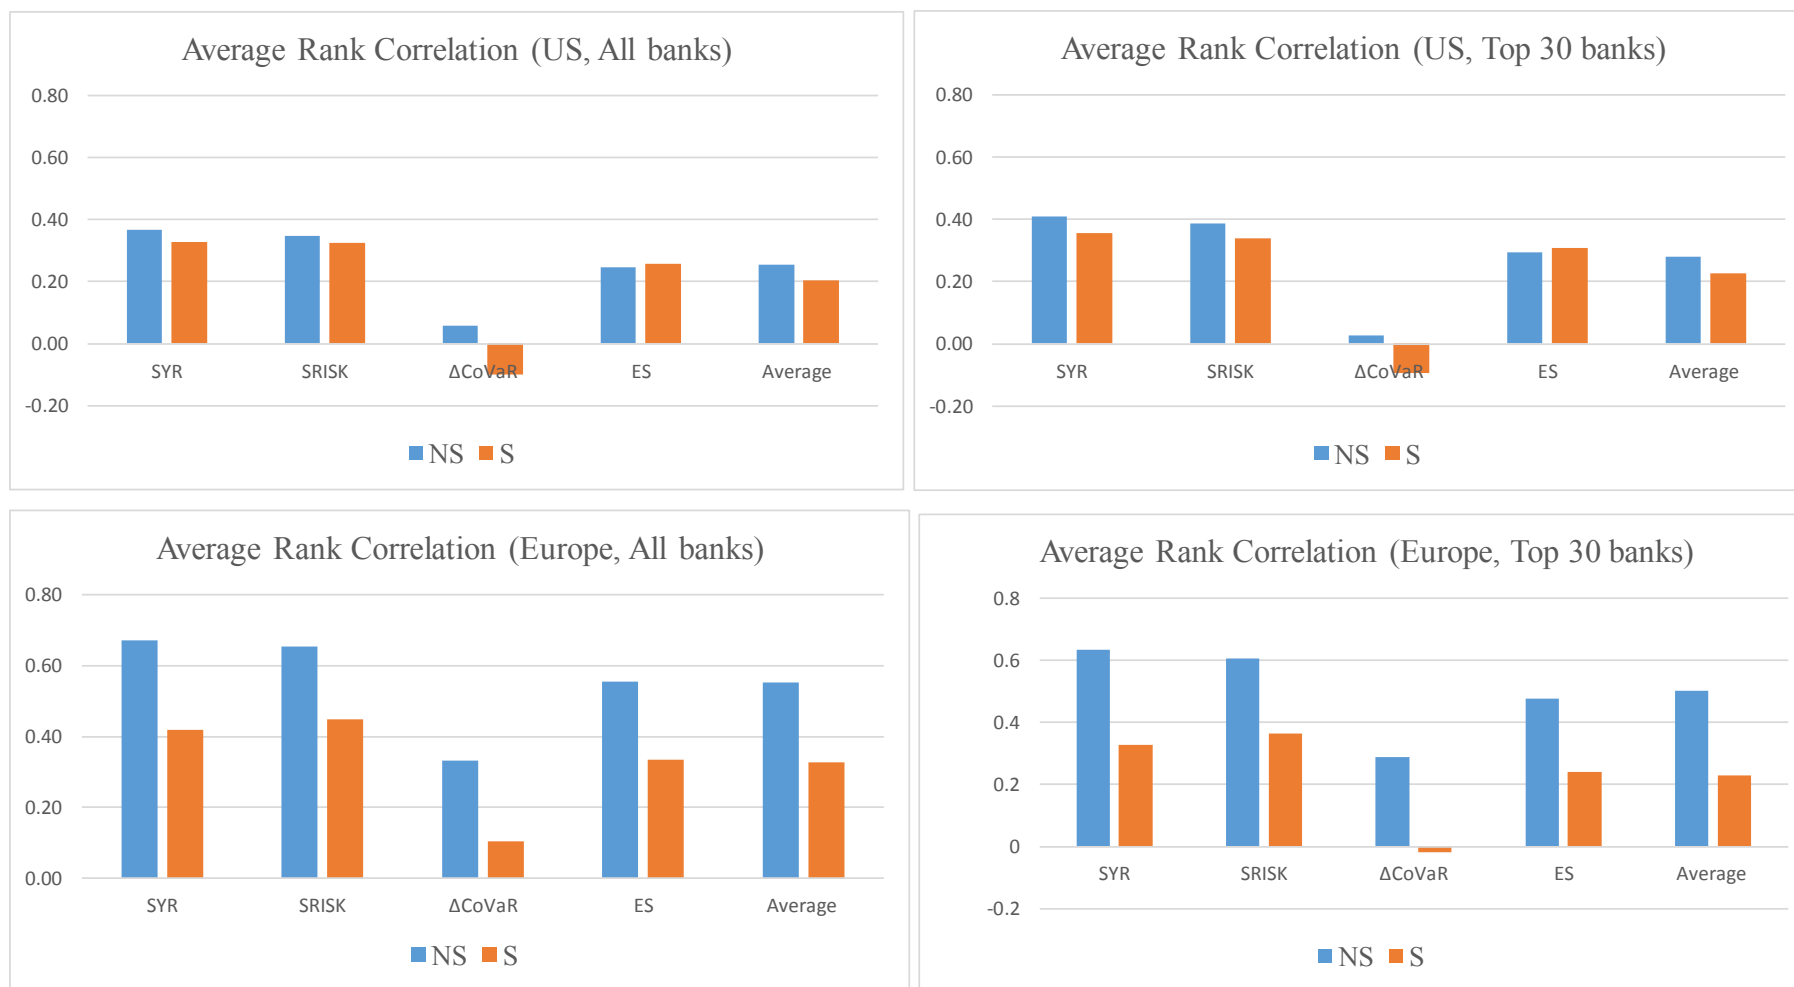 Average Rank Correlation (US, All banks)
0.80
0.60
0.40
0.20
0.00
-0.20
SYR SRISK ΔCoVaR ES Average
NS S
Average Rank Correlation (US, Top 30 banks)
0.80
0.60
0.40
0.20
0.00
-0.20
SYR SRISK ΔCoVaR ES Average
NS S
Average Rank Correlation (Europe, All banks)
0.80
0.60
0.40
0.20
0.00
SYR SRISK ΔCoVaR ES Average
NS S
Average Rank Correlation (Europe, Top 30 banks)
0.8
0.6
0.4
0.2
0
-0.2
SYR SRISK ΔCoVaR ES Average
NS S